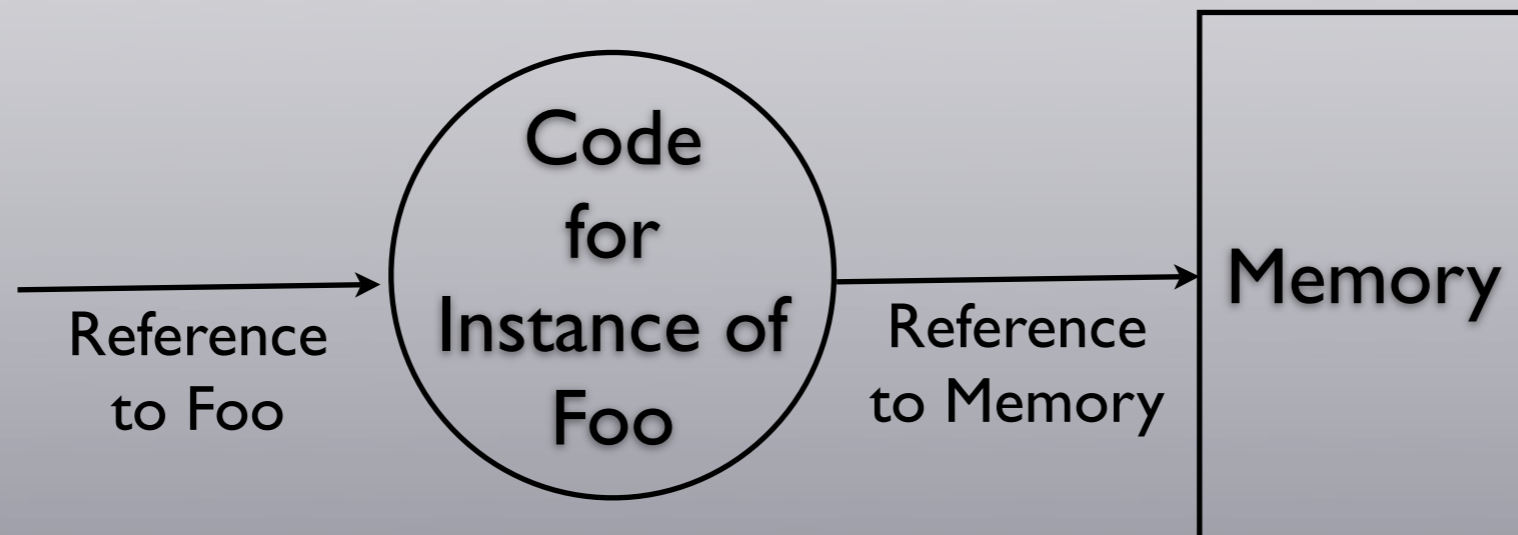 Reference
to Foo
Code
for
Instance of
Foo
Reference
to Memory
Memory